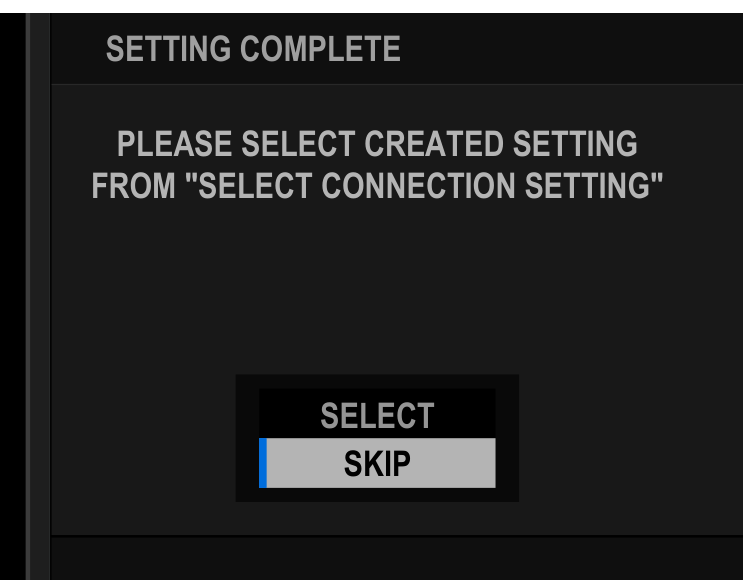 SETTING COMPLETE
PLEASE SELECT CREATED SETTING
FROM "SELECT CONNECTION SETTING"
SELECT
SKIP